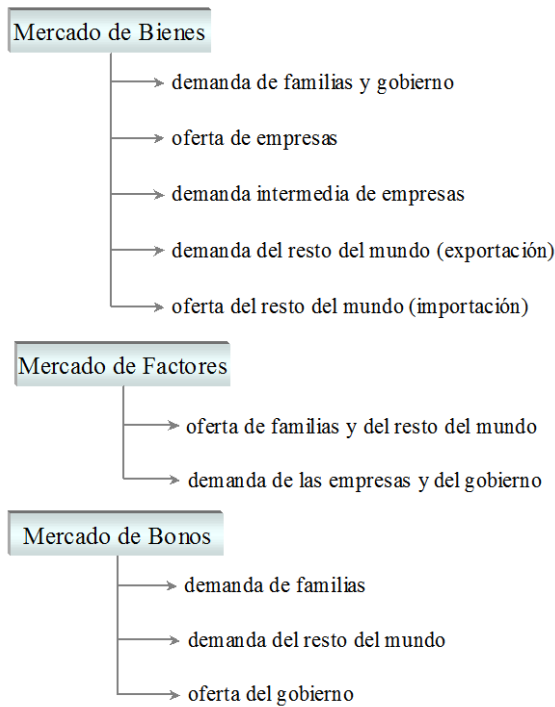 Mercado de Bienes
demanda de familias y gobierno
oferta de empresas
demanda intermedia de empresas
demanda del resto del mundo (exportación)
oferta del resto del mundo (importación)
Mercado de Factores
oferta de familias y del resto del mundo
demanda de las empresas y del gobierno
Mercado de Bonos
demanda de familias
demanda del resto del mundo
oferta del gobierno